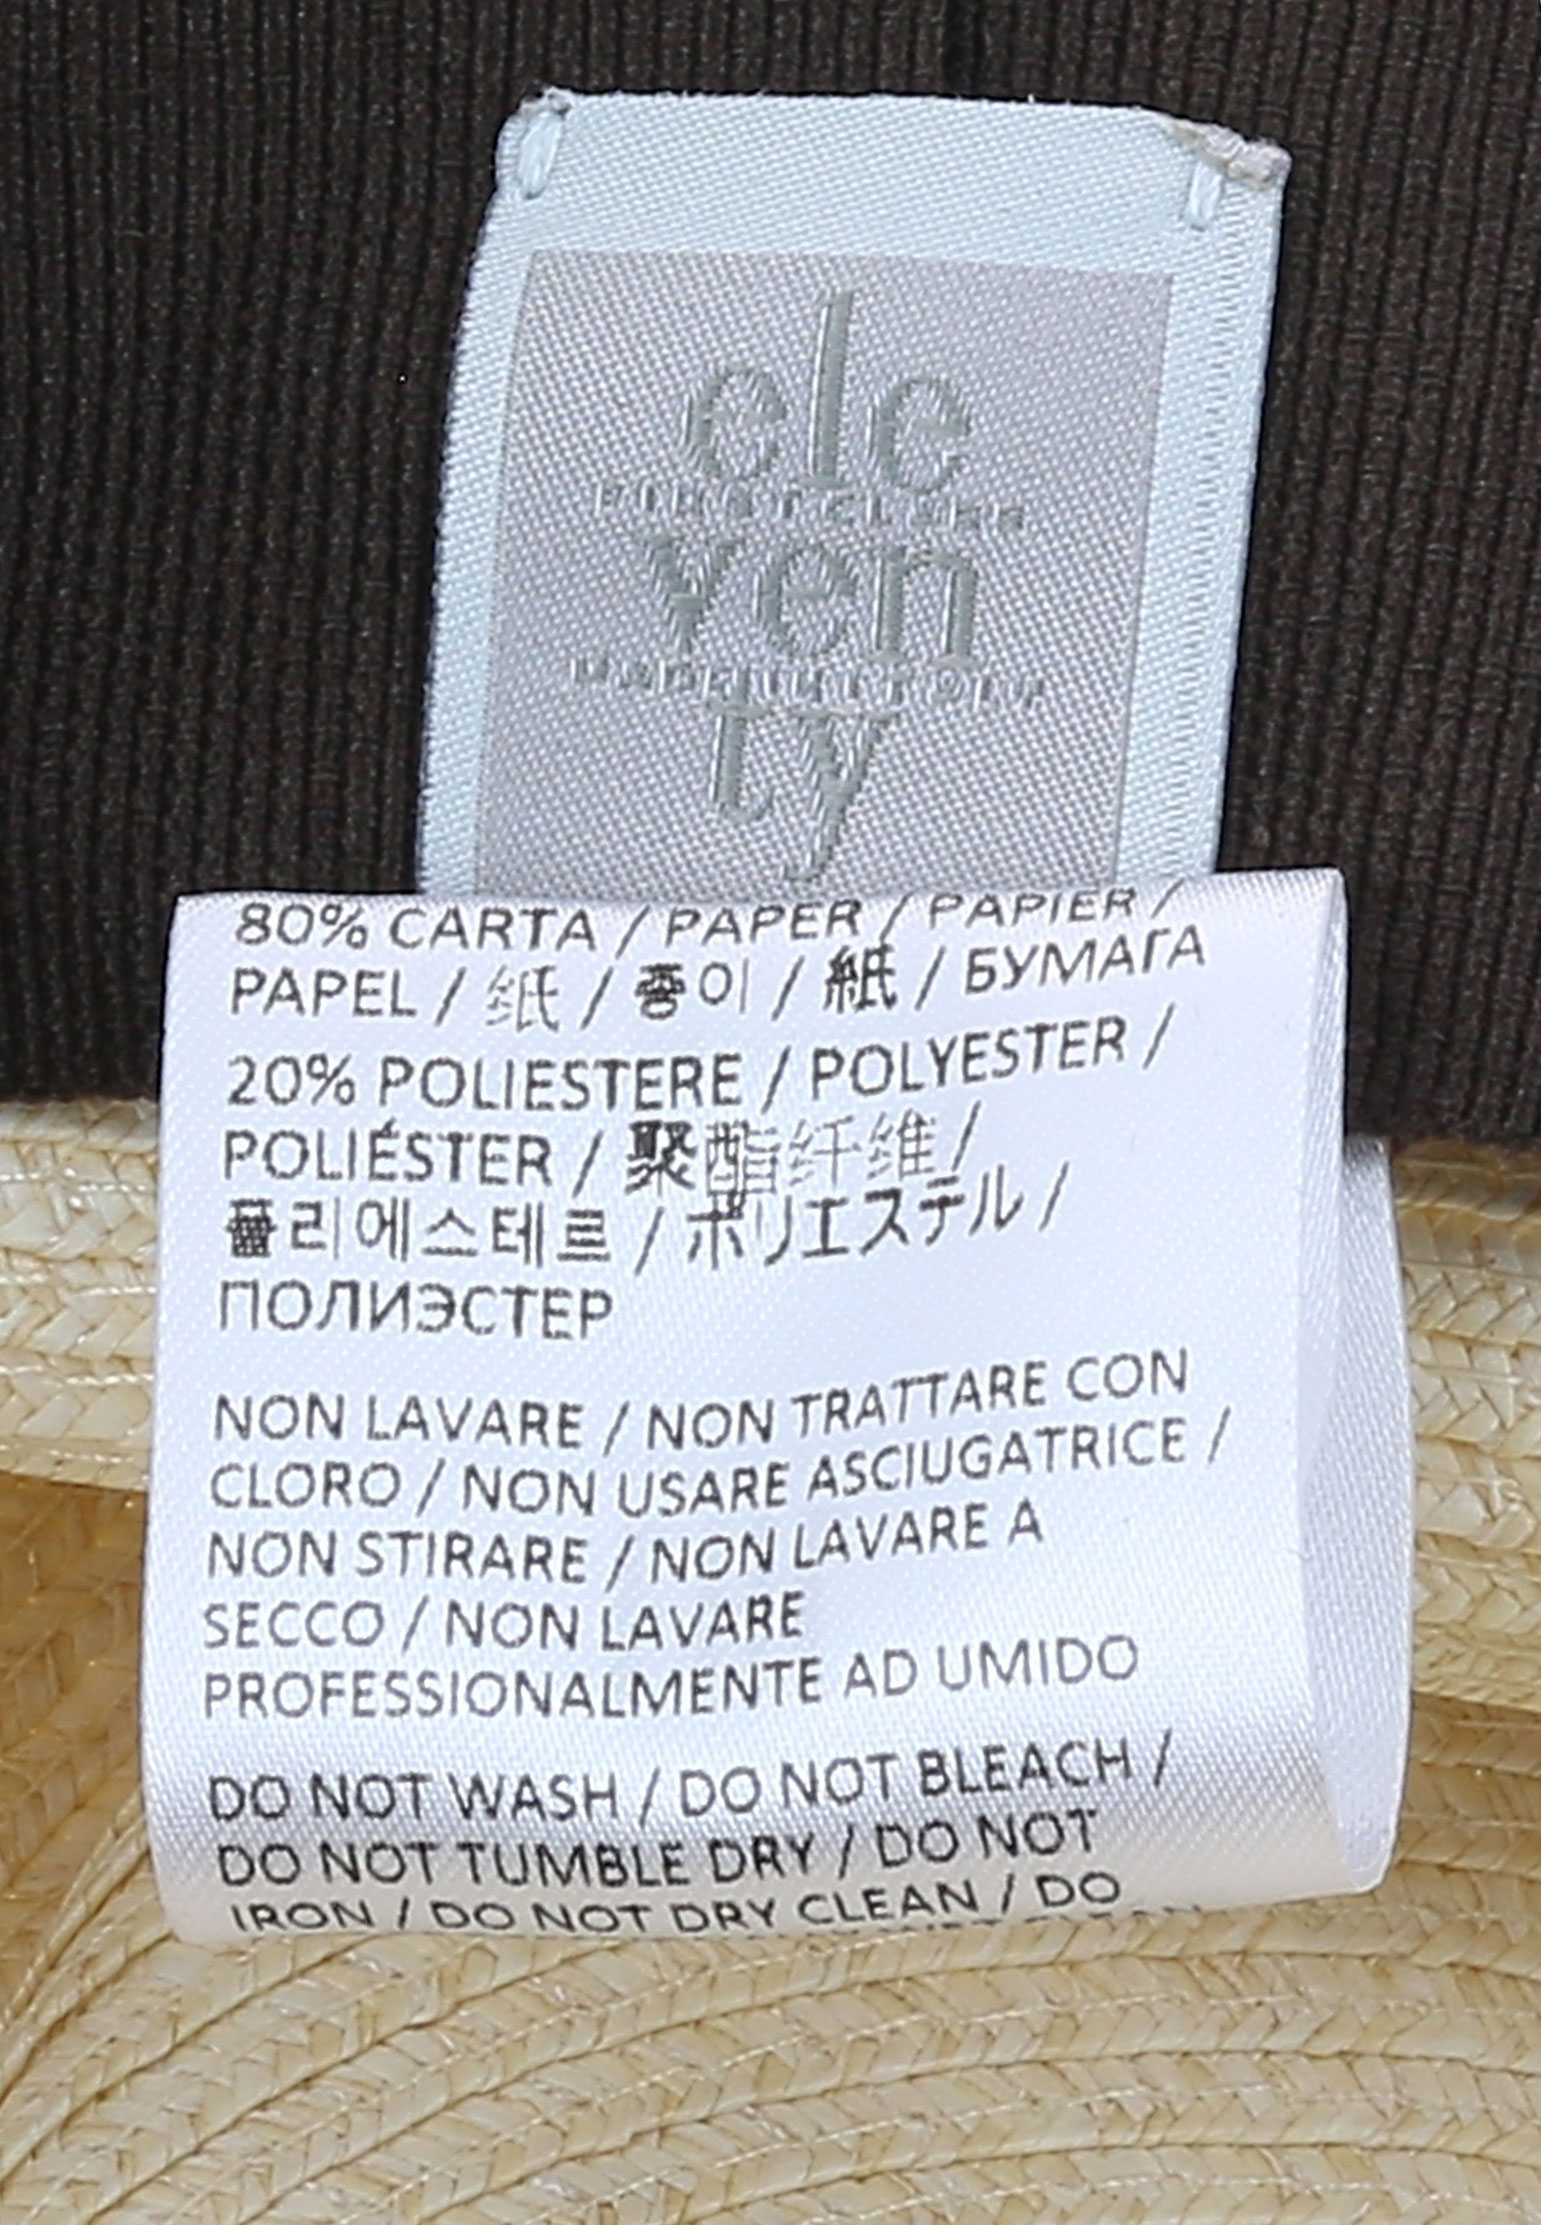 ele
ven
ty
80% CARTA / PAPER / PAPIER /
PAPEL / 纸 / 종이 / 紙 / БУМАГА
20% POLIESTERE / POLYESTER /
POLIÉSTER / 聚酯纤维 /
폴리에스테르 / ポリエステル /
ПОЛИЭСТЕР
NON LAVARE / NON TRATTARE CON
CLORO / NON USARE ASCIUGATRICE /
NON STIRARE / NON LAVARE A
SECCO / NON LAVARE
PROFESSIONALMENTE AD UMIDO
DO NOT WASH / DO NOT BLEACH /
DO NOT TUMBLE DRY / DO NOT
IRON / DO NOT DRY CLEAN / DO